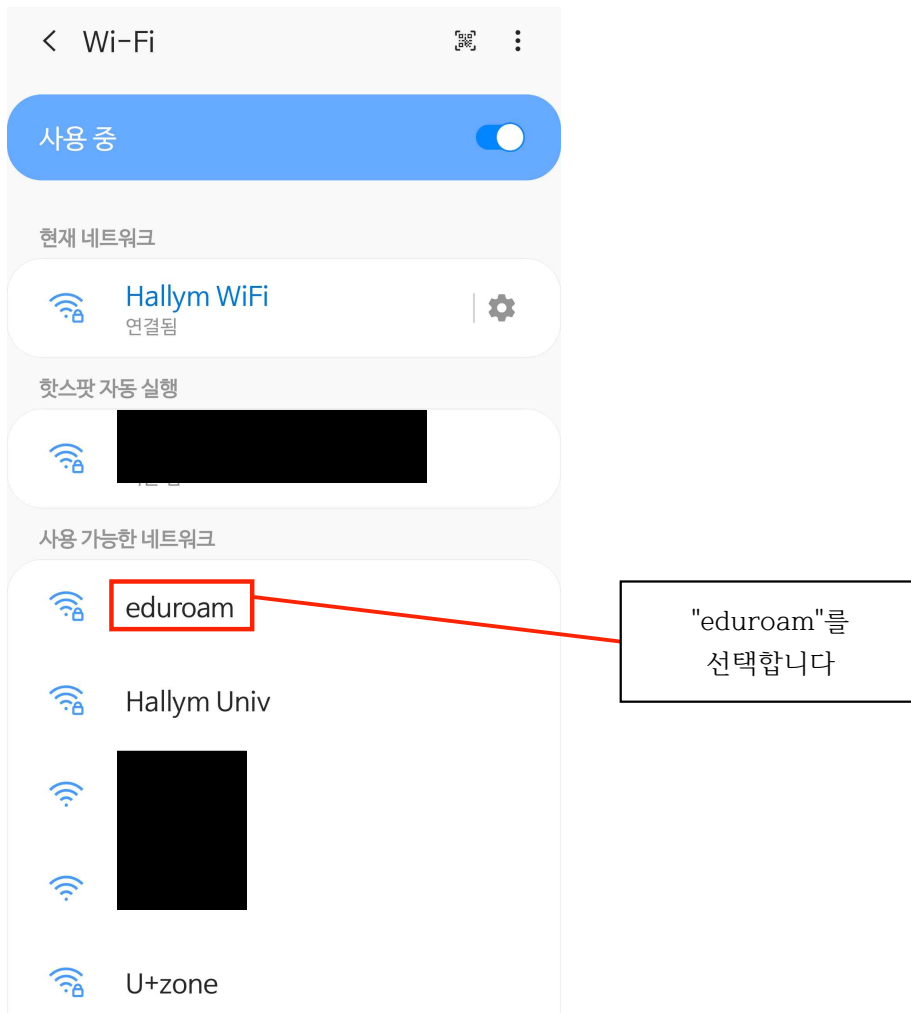 Wi-Fi
사용 중
현재 네트워크
Hallym WiFi
연결됨
핫스팟 자동 실행
사용 가능한 네트워크
eduroam
"eduroam"를
선택합니다
Hallym Univ
U+zone